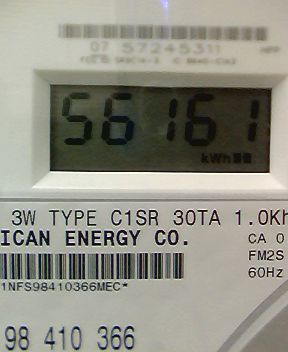 07 57245311
56161
kWh
3W TYPE C1SR 30TA 1.0Kh
ICAN ENERGY CO.
CA 0
FM2S
60Hz
1NFS98410366MEC*
98 410 366